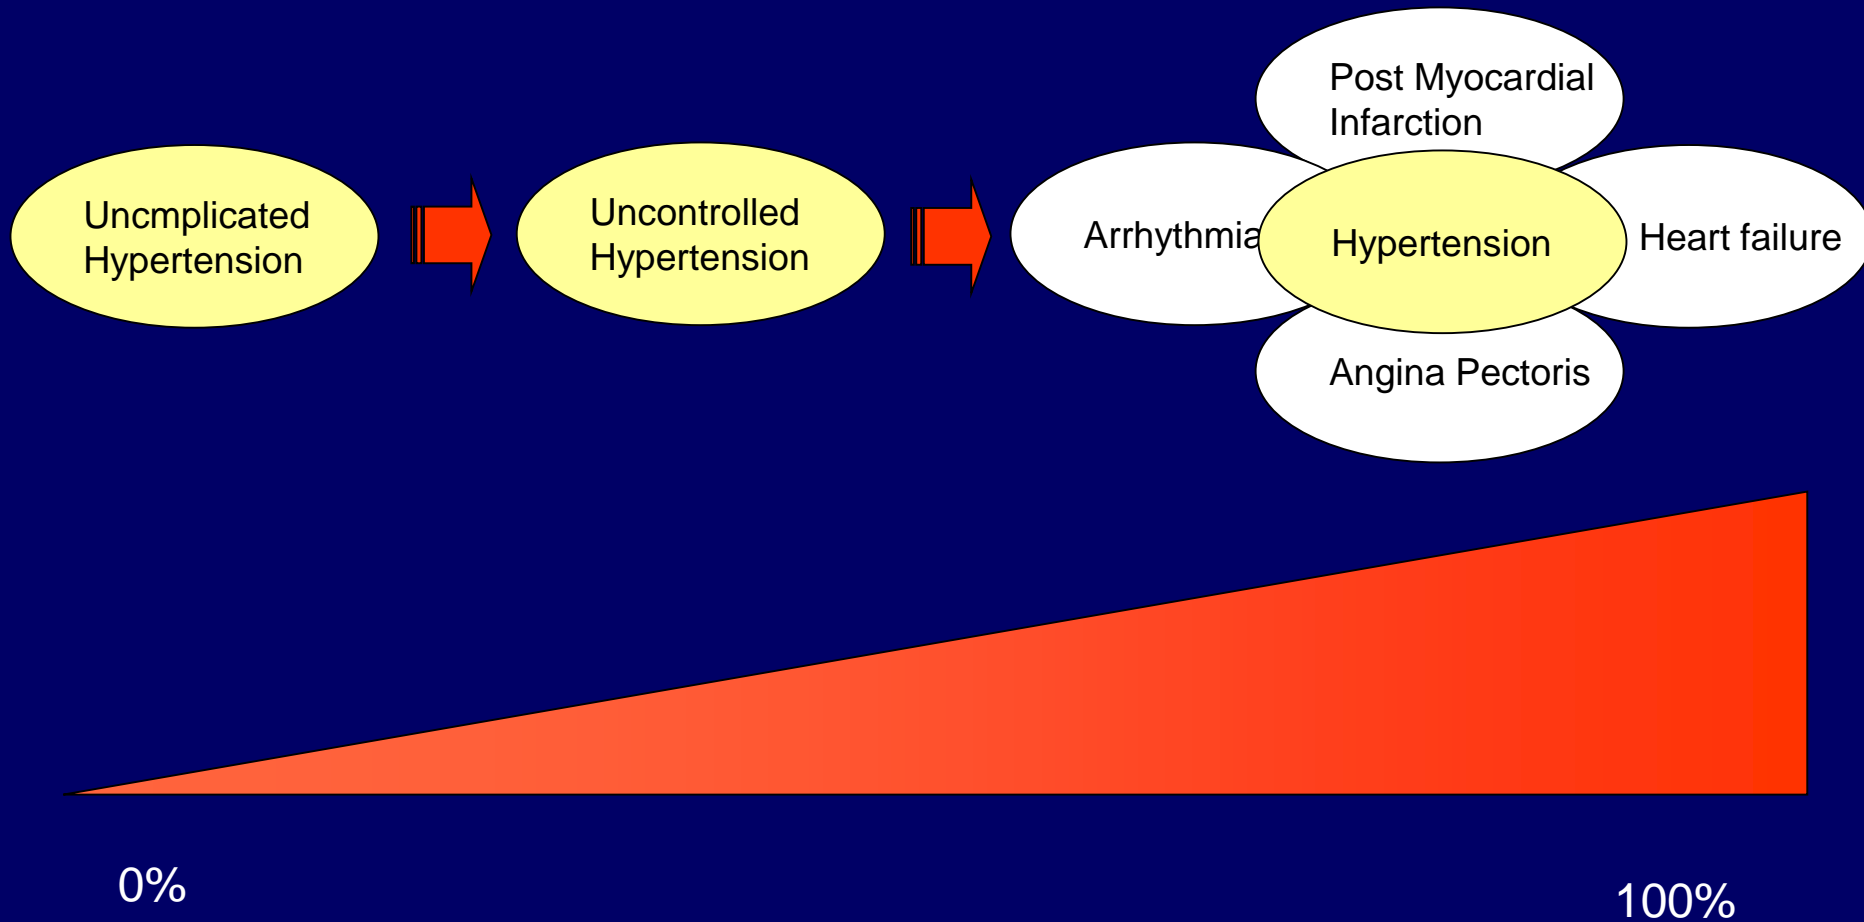 Uncmplicated
Hypertension
Uncontrolled
Hypertension
Post Myocardial
Infarction
Arrhythmia
Hypertension
Heart failure
Angina Pectoris
0%
100%